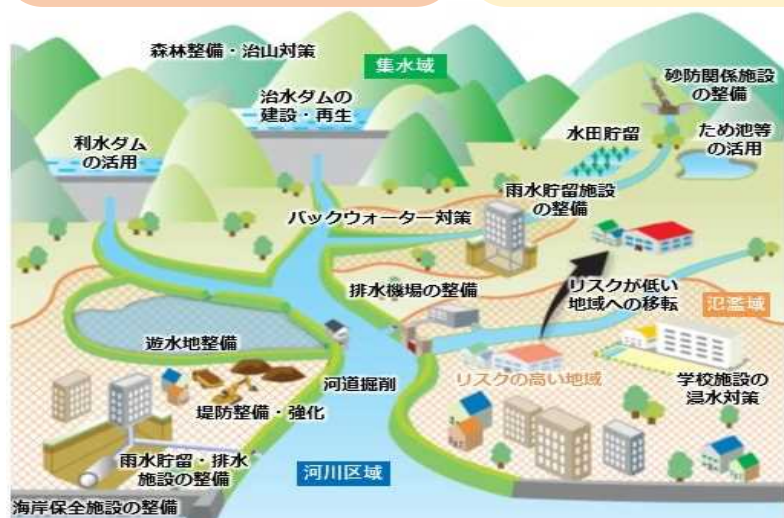 森林整備・治山対策
集水域
砂防関係施設
の整備
治水ダムの
建設・再生
水田貯留
ため池等
の活用
利水ダム
の活用
雨水貯留施設
の整備
バックウォーター対策
排水機場の整備
リスクが低い
地域への移転
氾濫域
遊水地整備
河道掘削
リスクの高い地域
学校施設の
浸水対策
堤防整備・強化
雨水貯留・排水
施設の整備
河川区域
海岸保全施設の整備